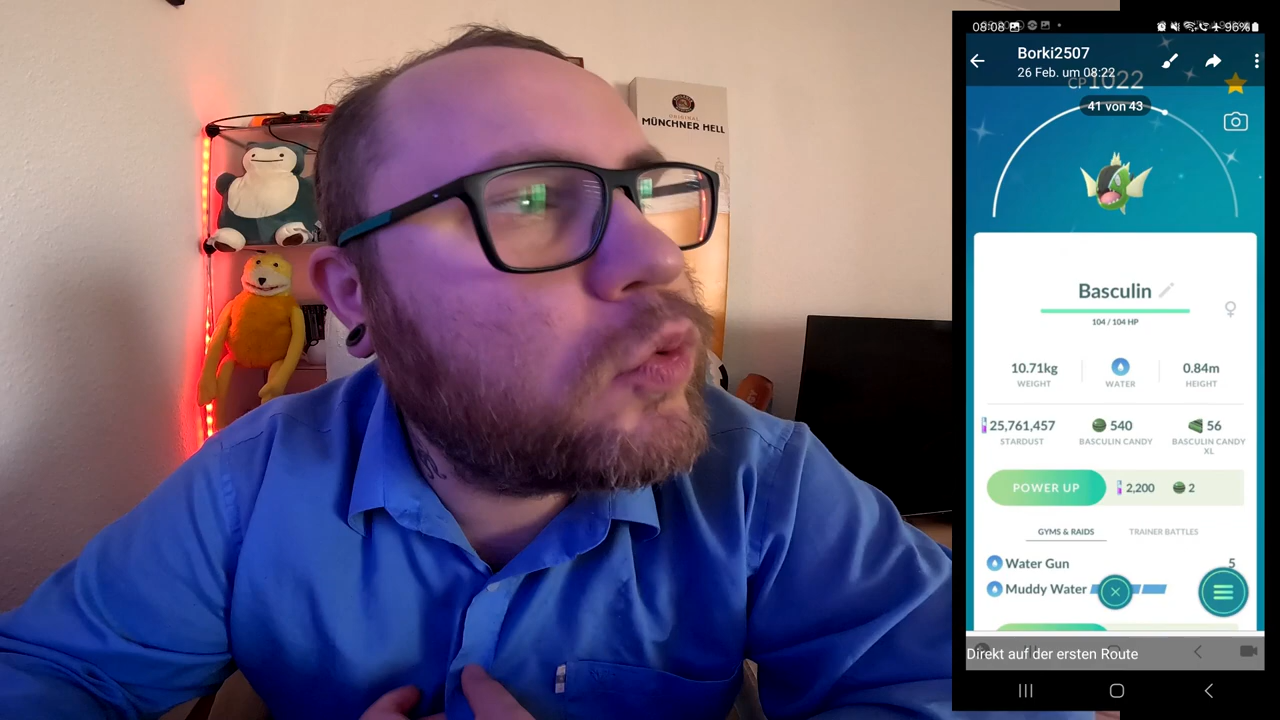 ORIGINAL
MÜNCHNER HELL
08:08
96%
Borki2507
26 Feb. um 08:22
CP1022
41 von 43
Basculin
104 / 104 HP
10.71kg
WEIGHT
WATER
0.84m
HEIGHT
25,761,457
STARDUST
540
BASCULIN CANDY
56
BASCULIN CANDY
XL
POWER UP
2,200
2
GYMS & RAIDS
TRAINER BATTLES
Water Gun
5
Muddy Water
Direkt auf der ersten Route